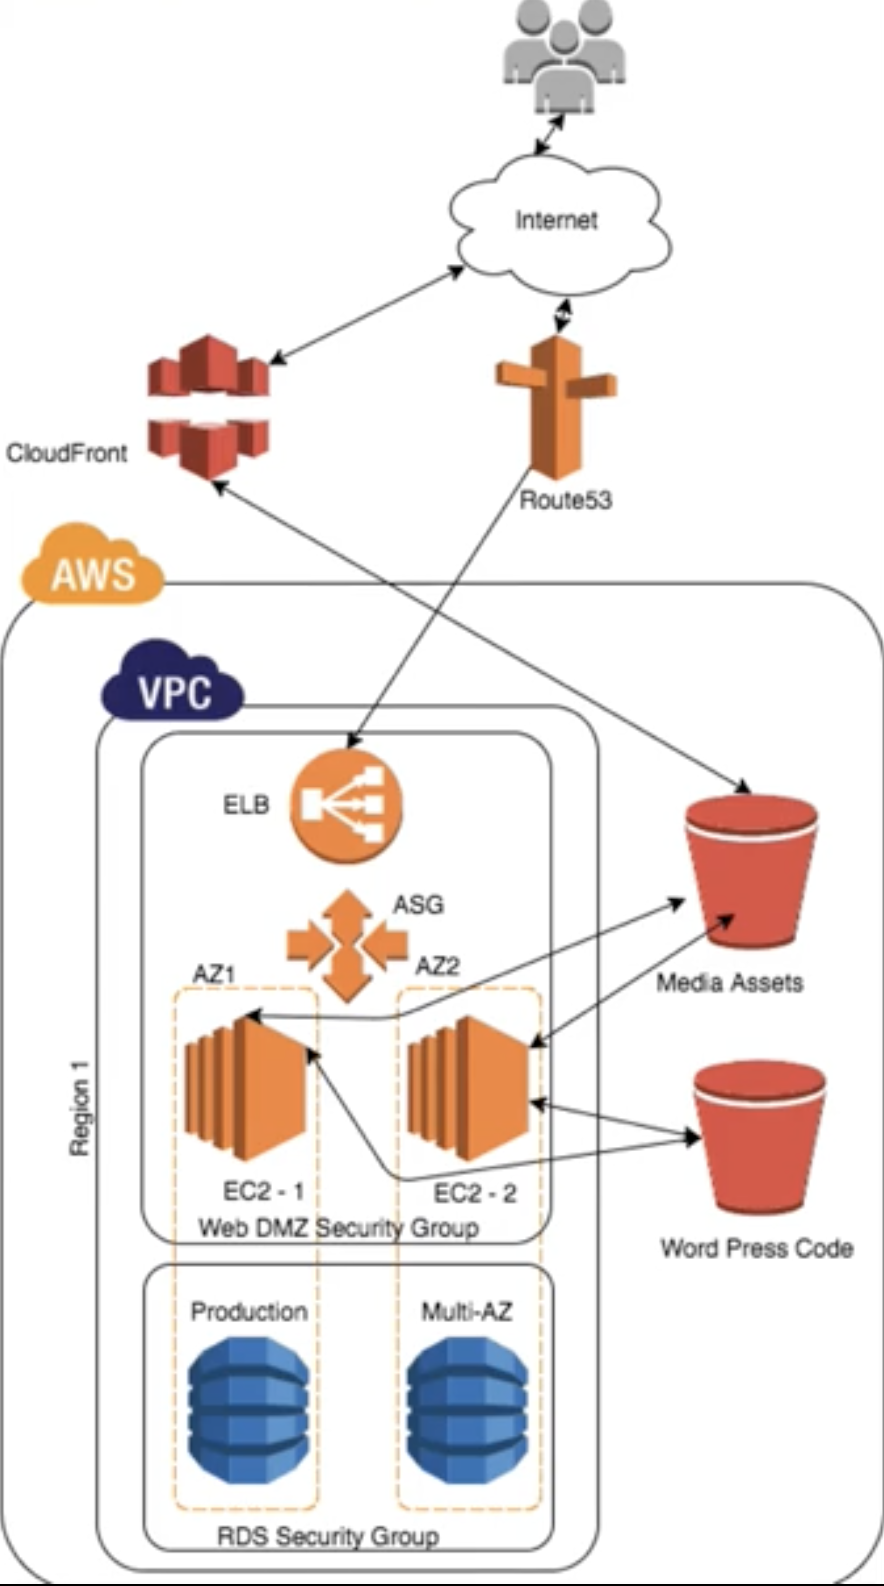 Internet
CloudFront
Route53
AWS
VPC
ELB
ASG
AZ1
AZ2
Media Assets
Region 1
EC2 - 1
EC2 - 2
Web DMZ Security Group
Word Press Code
Production
Multi-AZ
RDS Security Group